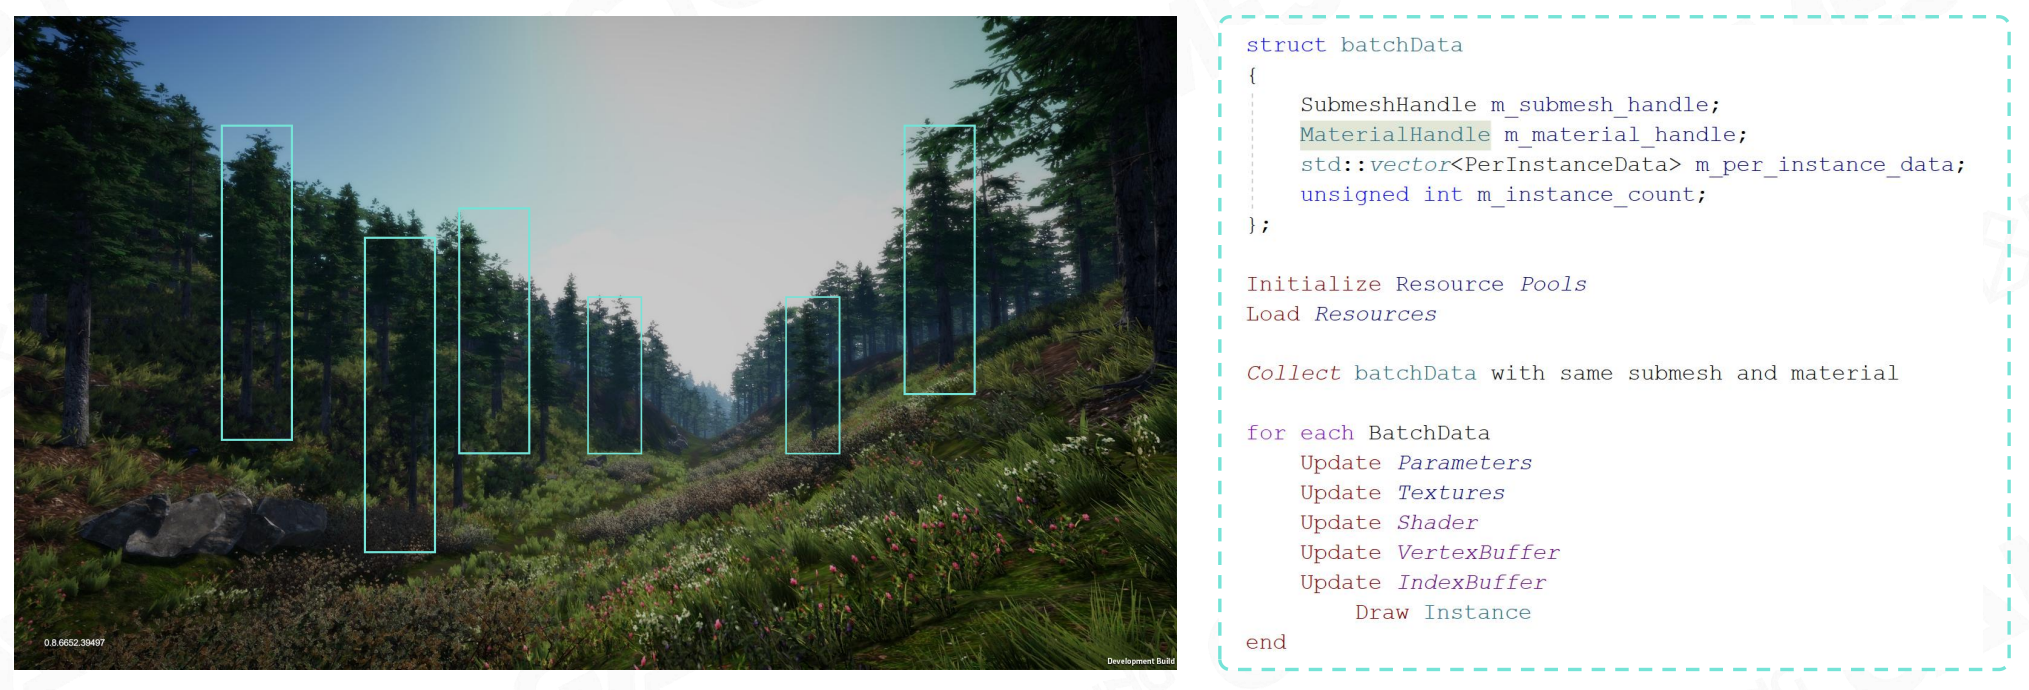 0.8.6652.39497
Development Build
struct batchData
{
SubmeshHandle m_submesh_handle;
MaterialHandle m_material_handle;
std::vector<PerInstanceData> m_per_instance_data;
unsigned int m_instance_count;
};
Initialize Resource Pools
Load Resources
Collect batchData with same submesh and material
for each BatchData
Update Parameters
Update Textures
Update Shader
Update VertexBuffer
Update IndexBuffer
Draw Instance
end